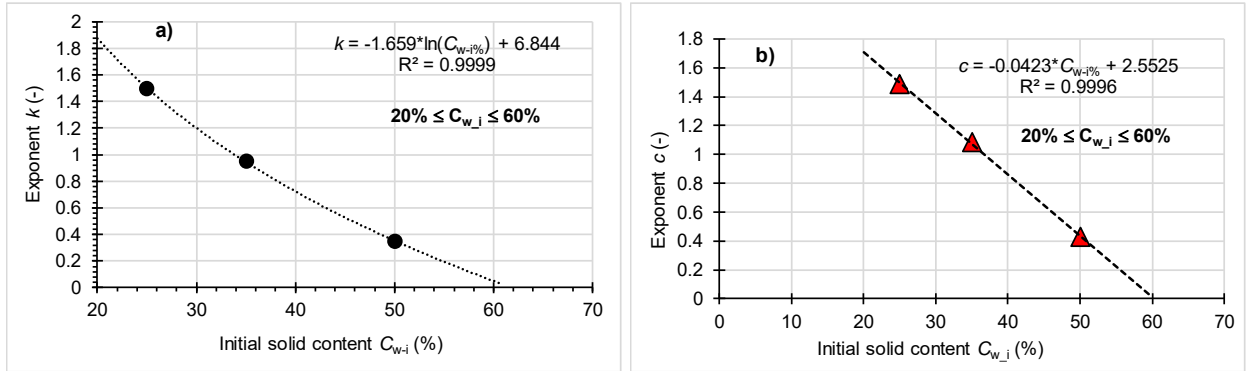 a)
k = -1.659*ln(Cw-i%) + 6.844
R² = 0.9999
20% ≤ Cw_i ≤ 60%
Exponent k (-)
2
1.8
1.6
1.4
1.2
1
0.8
0.6
0.4
0.2
0
20 30 40 50 60 70
Initial solid content Cw-i (%)
b)
c = -0.0423*Cw-i% + 2.5525
R² = 0.9996
20% ≤ Cw_i ≤ 60%
Exponent c (-)
1.8
1.6
1.4
1.2
1
0.8
0.6
0.4
0.2
0
0 10 20 30 40 50 60 70
Initial solid content Cw_i (%)